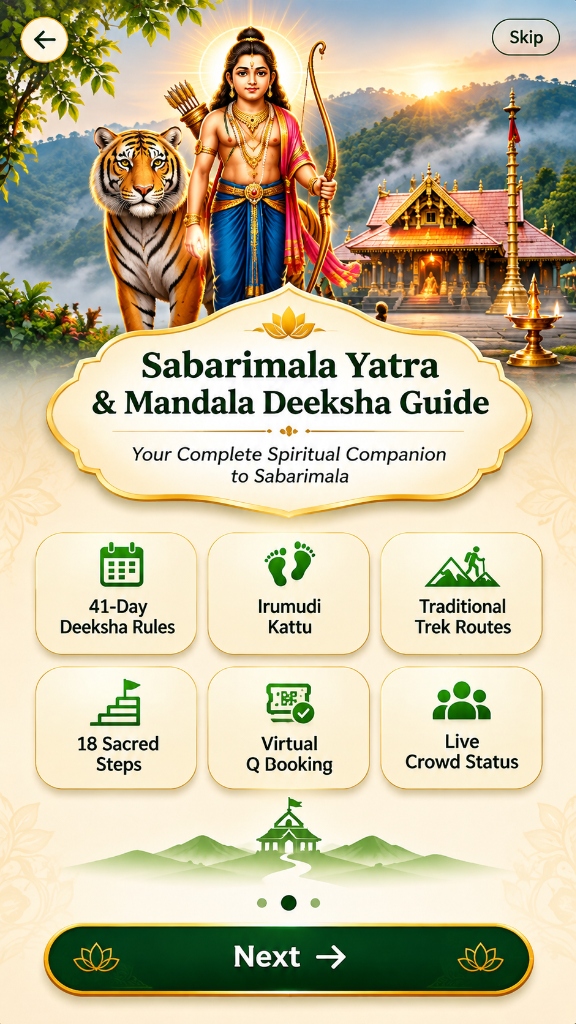 Skip
Sabarimala Yatra
& Mandala Deeksha Guide
Your Complete Spiritual Companion
to Sabarimala
41-Day
Deeksha Rules
Irumudi
Kattu
Traditional
Trek Routes
18 Sacred
Steps
Virtual
Q Booking
Live
Crowd Status
Next